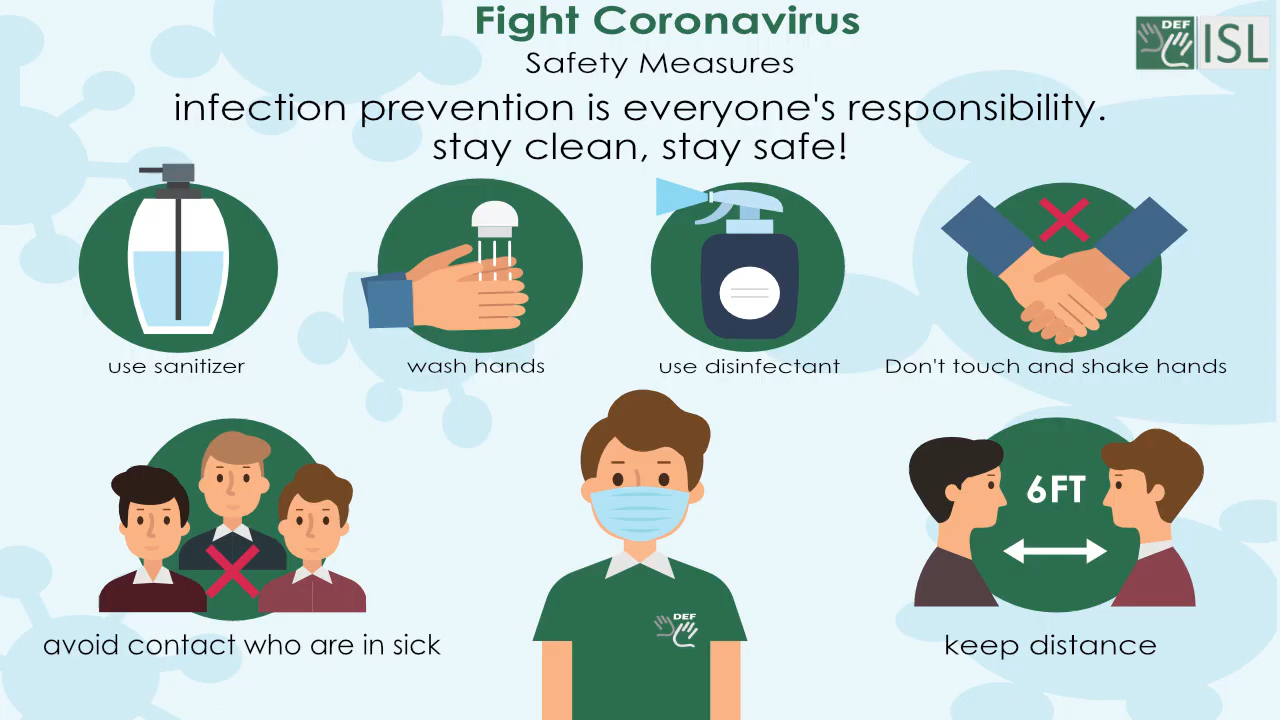 Fight Coronavirus
DEF
ISL
Safety Measures
infection prevention is everyone's responsibility.
stay clean, stay safe!
use sanitizer
wash hands
use disinfectant
Don't touch and shake hands
6FT
DEF
avoid contact who are in sick
keep distance